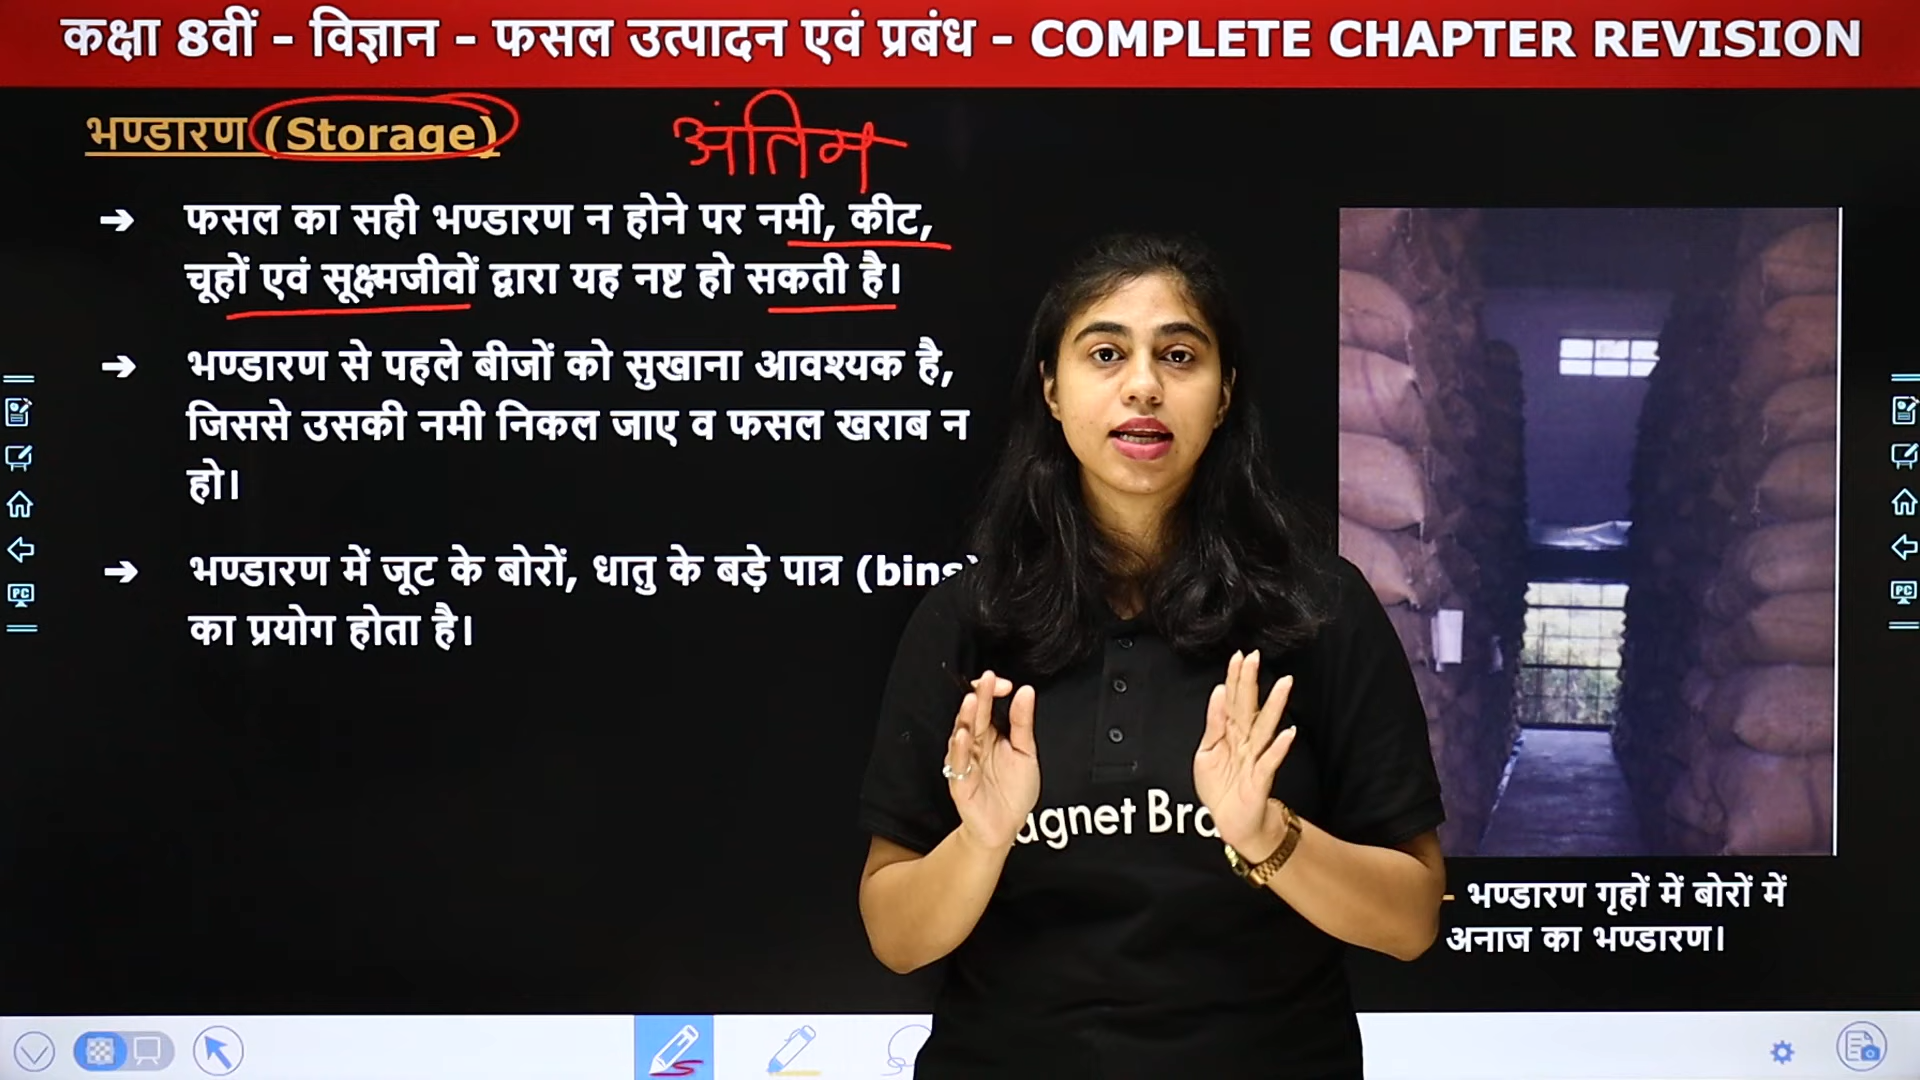 कक्षा 8वीं - विज्ञान - फसल उत्पादन एवं प्रबंध - COMPLETE CHAPTER REVISION
भण्डारण (Storage)
अंतिम
➔ फसल का सही भण्डारण न होने पर नमी, कीट,
चूहों एवं सूक्ष्मजीवों द्वारा यह नष्ट हो सकती है।
➔ भण्डारण से पहले बीजों को सुखाना आवश्यक है,
जिससे उसकी नमी निकल जाए व फसल खराब न
हो।
➔ भण्डारण में जूट के बोरों, धातु के बड़े पात्र (bins)
का प्रयोग होता है।
- भण्डारण गृहों में बोरों में
अनाज का भण्डारण।
agnet Bra
PC
PC